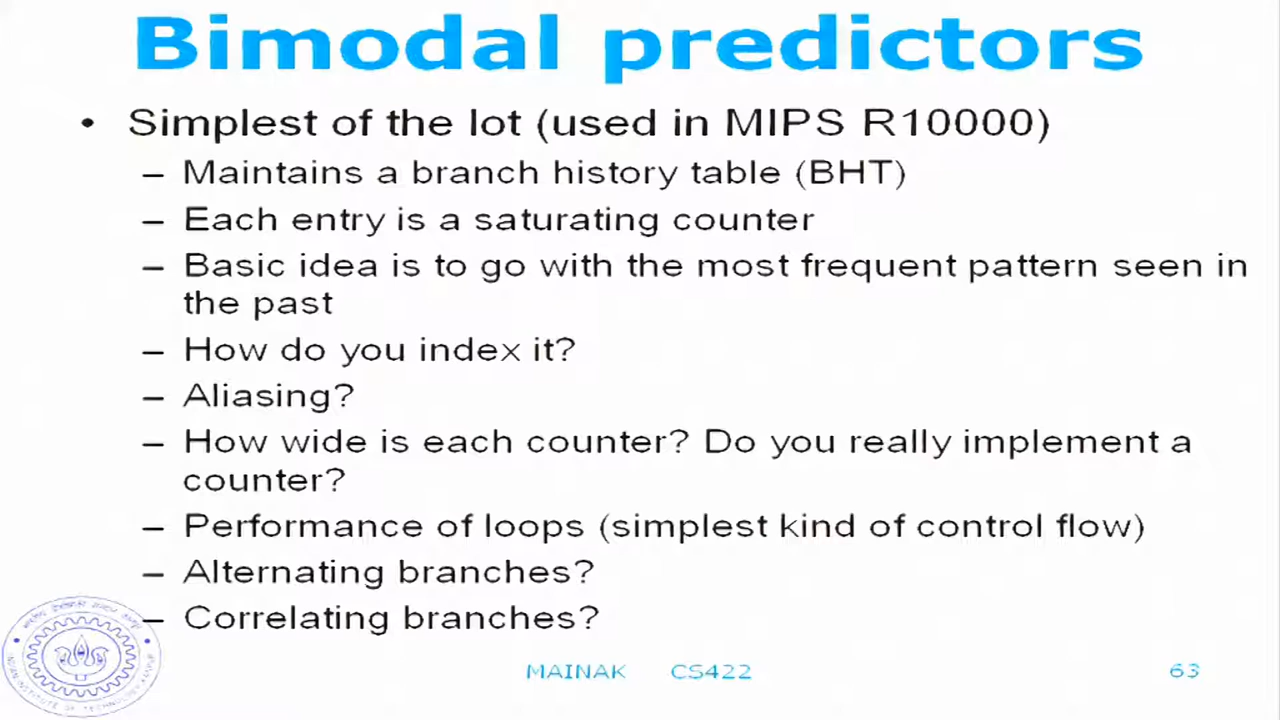 Bimodal predictors
• Simplest of the lot (used in MIPS R10000)
– Maintains a branch history table (BHT)
– Each entry is a saturating counter
– Basic idea is to go with the most frequent pattern seen in
the past
– How do you index it?
– Aliasing?
– How wide is each counter? Do you really implement a
counter?
– Performance of loops (simplest kind of control flow)
– Alternating branches?
– Correlating branches?
MAINAK CS422 63